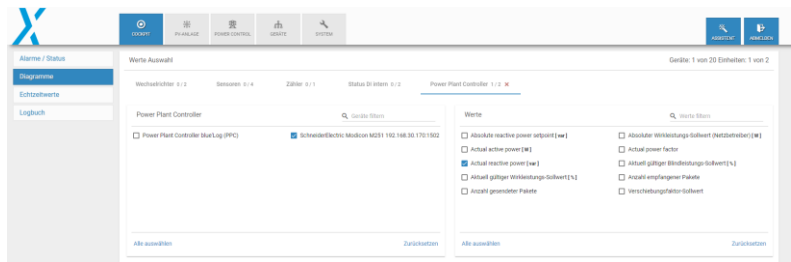 COCKPIT PV-ANLAGE POWER CONTROL GERÄTE SYSTEM ASSISTENT ABMELDEN
Alarme / Status
Diagramme
Echtzeitwerte
Logbuch
Werte Auswahl Geräte: 1 von 20 Einheiten: 1 von 2
Wechselrichter 0 / 2 Sensoren 0 / 4 Zähler 0 / 1 Status DI intern 0 / 2 Power Plant Controller 1 / 2 ×
Power Plant Controller Geräte filtern
Power Plant Controller blue'Log (PPC) SchneiderElectric Modicon M251 192.168.30.170:1502
Alle auswählen Zurücksetzen
Werte Werte filtern
Absolute reactive power setpoint [var] Absoluter Wirkleistungs-Sollwert (Netzbetreiber) [W]
Actual active power [W] Actual power factor
Actual reactive power [var] Aktuell gültiger Blindleistungs-Sollwert [%]
Aktuell gültiger Wirkleistungs-Sollwert [%] Anzahl empfangener Pakete
Anzahl gesendeter Pakete Verschiebungsfaktor-Sollwert
Alle auswählen Zurücksetzen